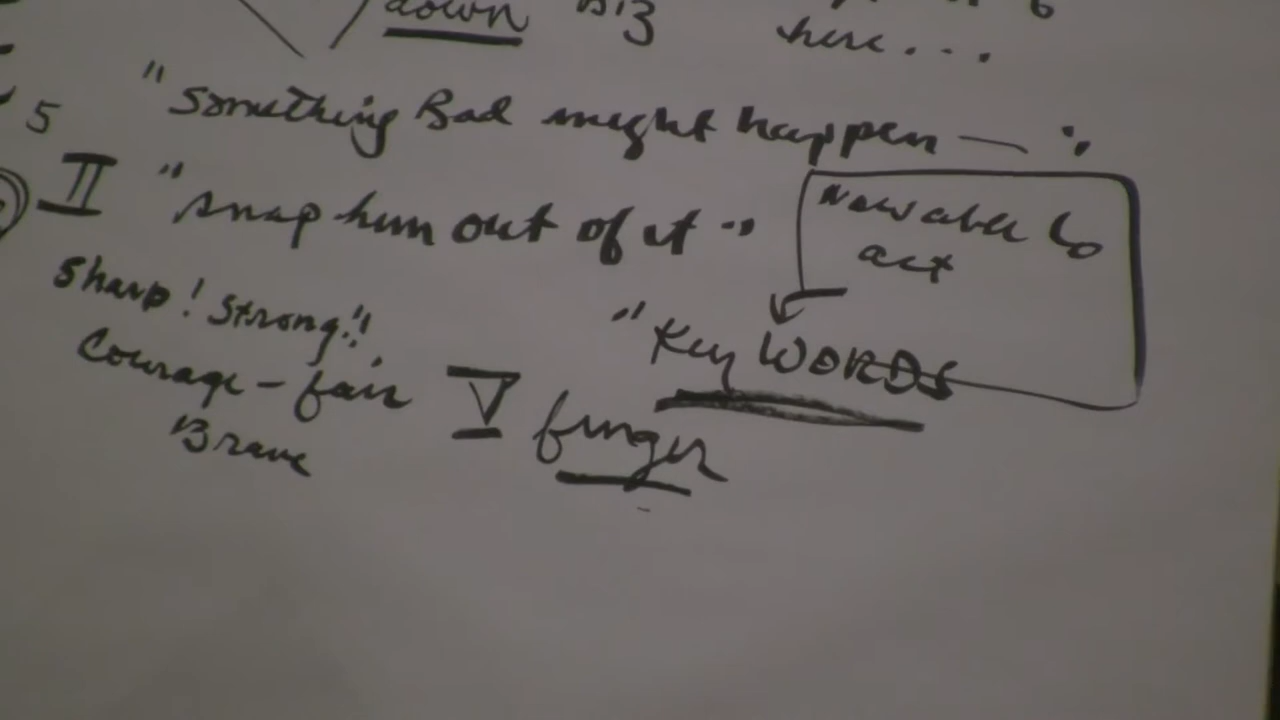 down
here...
"Something Bad might happen —
5
II "snap him out of it"
Now able to
act
Sharp! Strong!!
"Key WORDS
Courage - fair
V finger
Brave